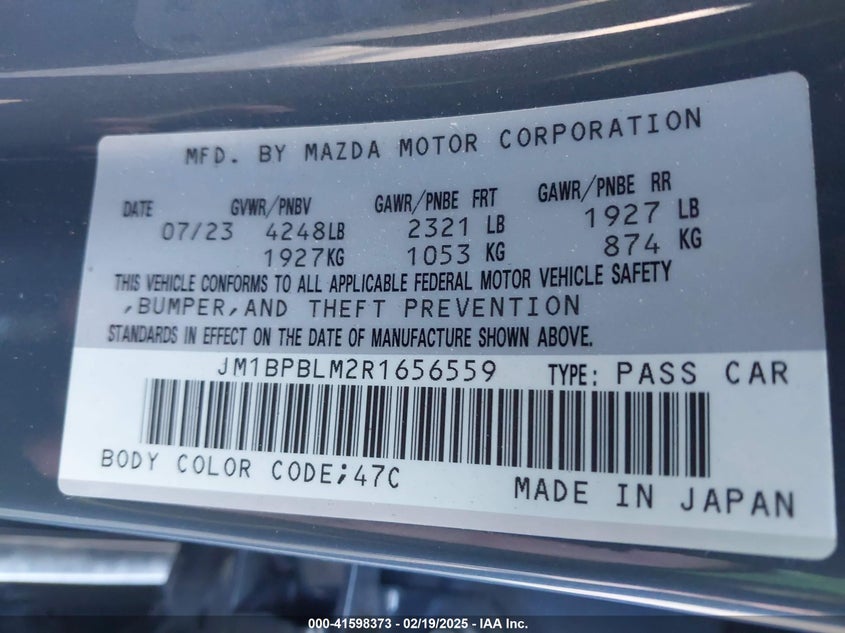 MFD. BY MAZDA MOTOR CORPORATION
DATE GVWR/PNBV GAWR/PNBE FRT GAWR/PNBE RR
07/23 4248LB 2321 LB 1927 LB
1927KG 1053 KG 874 KG
THIS VEHICLE CONFORMS TO ALL APPLICABLE FEDERAL MOTOR VEHICLE SAFETY
,BUMPER,AND THEFT PREVENTION
STANDARDS IN EFFECT ON THE DATE OF MANUFACTURE SHOWN ABOVE.
JM1BPBLM2R1656559 TYPE: PASS CAR
BODY COLOR CODE;47C
MADE IN JAPAN
000-41598373 - 02/19/2025 - IAA Inc.